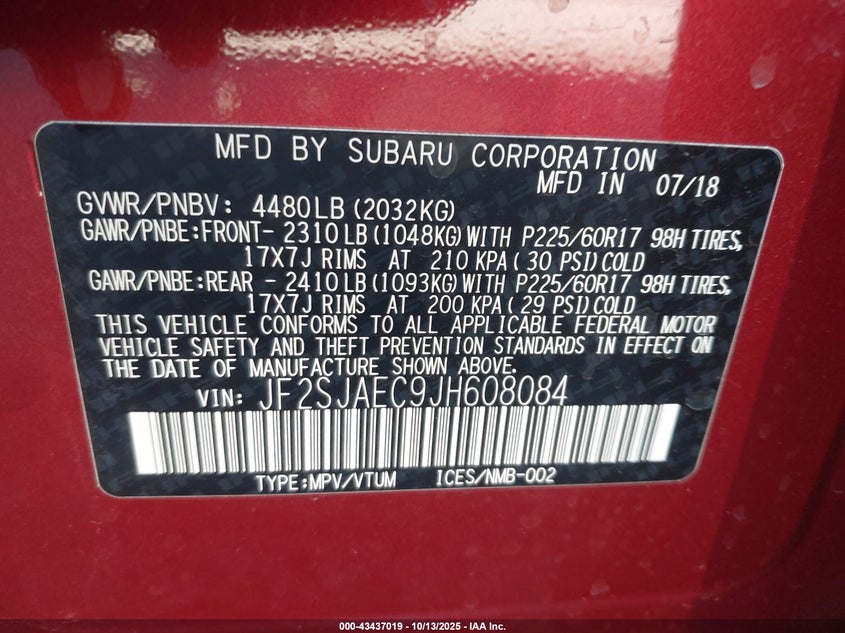 MFD BY SUBARU CORPORATION
MFD IN 07/18
GVWR/PNBV: 4480LB (2032KG)
GAWR/PNBE:FRONT- 2310LB (1048KG) WITH P225/60R17 98H TIRES,
17X7J RIMS AT 210 KPA ( 30 PSI) COLD
GAWR/PNBE:REAR - 2410LB (1093KG) WITH P225/60R17 98H TIRES,
17X7J RIMS AT 200 KPA ( 29 PSI) COLD
THIS VEHICLE CONFORMS TO ALL APPLICABLE FEDERAL MOTOR
VEHICLE SAFETY AND THEFT PREVENTION STANDARDS IN EFFECT ON
THE DATE OF MANUFACTURE SHOWN ABOVE.
VIN: JF2SJAEC9JH608084
TYPE:MPV/VTUM ICES/NMB-002
000-43437019 - 10/13/2025 - IAA Inc.